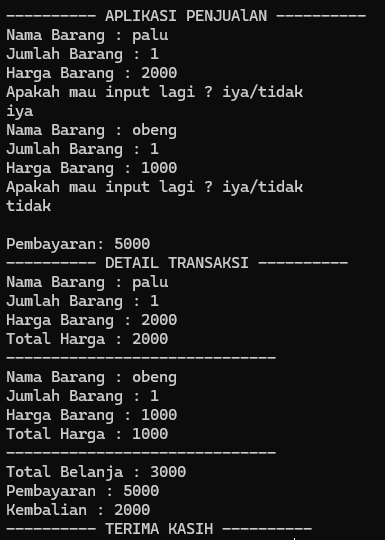 ---------- APLIKASI PENJUAlAN ----------
Nama Barang : palu
Jumlah Barang : 1
Harga Barang : 2000
Apakah mau input lagi ? iya/tidak
iya
Nama Barang : obeng
Jumlah Barang : 1
Harga Barang : 1000
Apakah mau input lagi ? iya/tidak
tidak

Pembayaran: 5000
---------- DETAIL TRANSAKSI ----------
Nama Barang : palu
Jumlah Barang : 1
Harga Barang : 2000
Total Harga : 2000
------------------------------
Nama Barang : obeng
Jumlah Barang : 1
Harga Barang : 1000
Total Harga : 1000
------------------------------
Total Belanja : 3000
Pembayaran : 5000
Kembalian : 2000
---------- TERIMA KASIH ----------